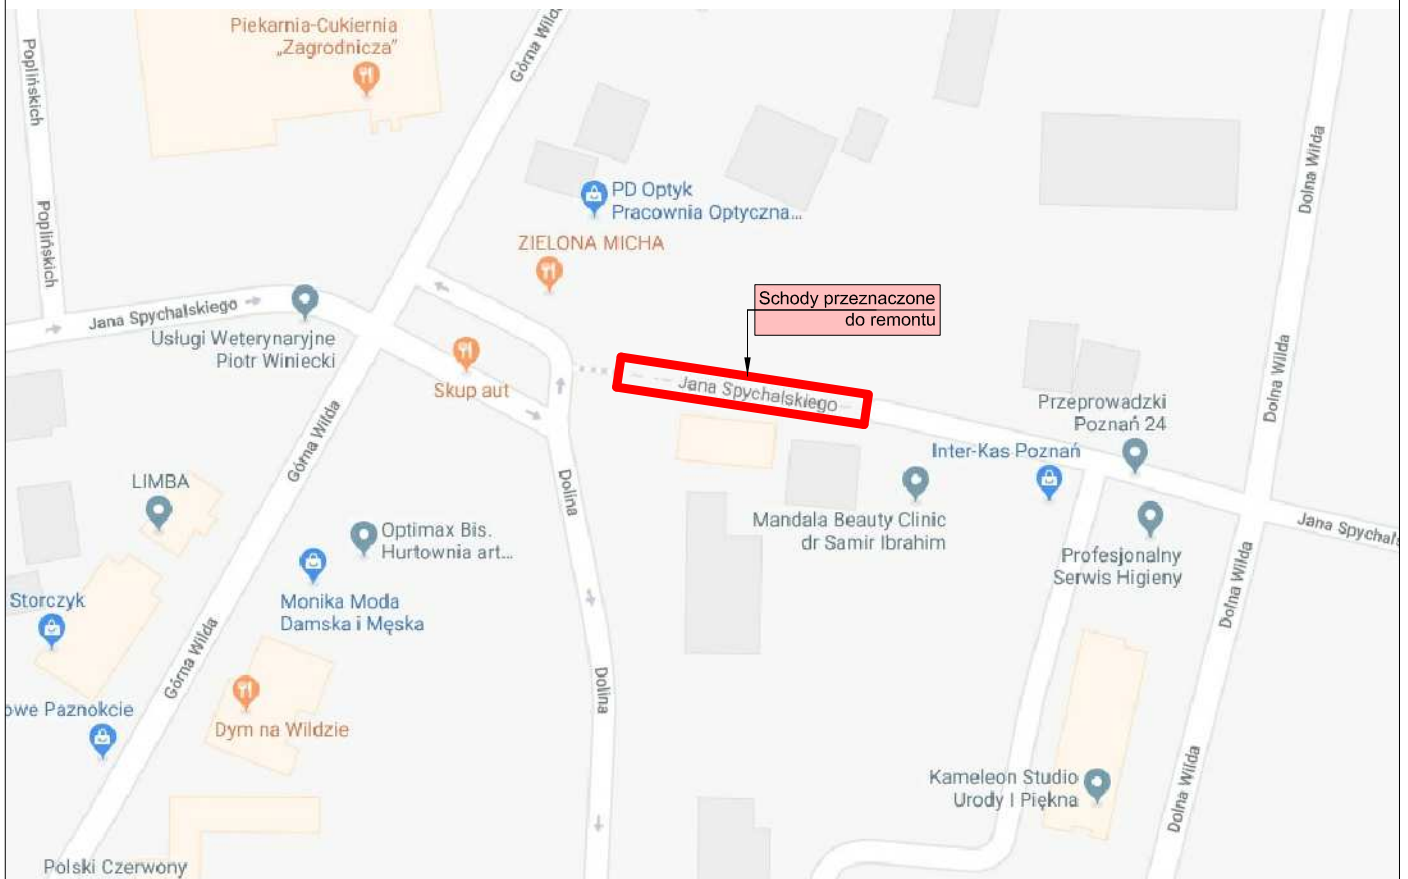 Piekarnia-Cukiernia
„Zagrodnicza”
Górna Wilda
Poplińskich
Dolna Wilda
PD Optyk
Pracownia Optyczna...
Poplińskich
ZIELONA MICHA
Schody przeznaczone
do remontu
Jana Spychalskiego
Usługi Weterynaryjne
Piotr Winiecki
Skup aut
Jana Spychalskiego
Dolna Wilda
Przeprowadzki
Poznań 24
Górna Wilda
Inter-Kas Poznań
LIMBA
Dolina
Mandala Beauty Clinic
dr Samir Ibrahim
Optimax Bis.
Hurtownia art...
Jana Spychals
Profesjonalny
Serwis Higieny
Dolna Wilda
Storczyk
Monika Moda
Damska i Męska
Górna Wilda
Dolina
owe Paznokcie
Dym na Wildzie
Kameleon Studio
Urody I Piękna
Dolna Wilda
Polski Czerwony